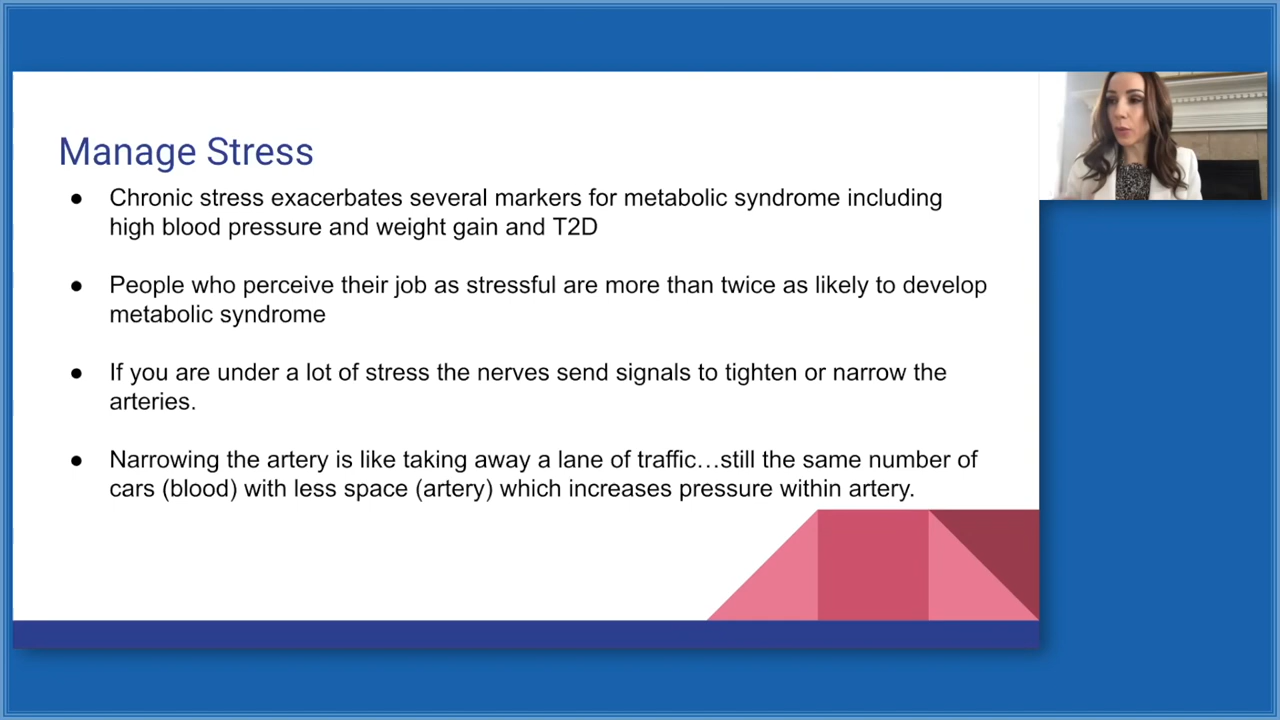 Manage Stress
● Chronic stress exacerbates several markers for metabolic syndrome including
high blood pressure and weight gain and T2D
● People who perceive their job as stressful are more than twice as likely to develop
metabolic syndrome
● If you are under a lot of stress the nerves send signals to tighten or narrow the
arteries.
● Narrowing the artery is like taking away a lane of traffic…still the same number of
cars (blood) with less space (artery) which increases pressure within artery.